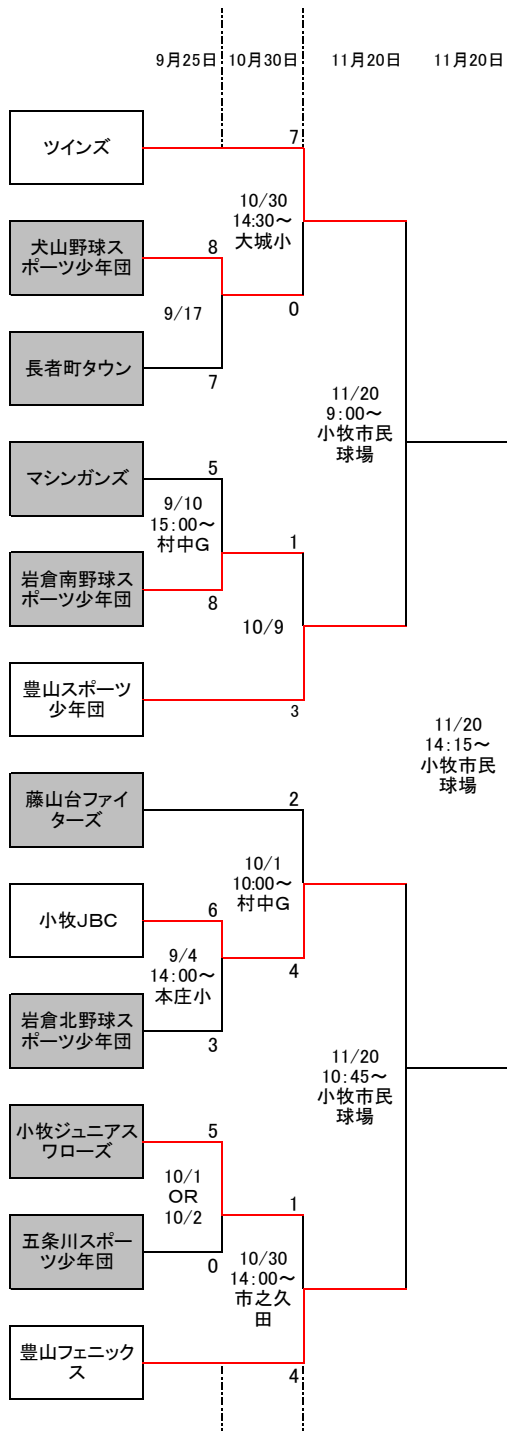 9月25日 10月30日 11月20日 11月20日
7
ツインズ
10/30
14:30～
大城小
犬山野球ス
ポーツ少年団
8
9/17
0
長者町タウン
7
11/20
9:00～
小牧市民
球場
マシンガンズ
5
9/10
15:00～
村中G
1
岩倉南野球ス
ポーツ少年団
8
10/9
豊山スポーツ
少年団
3
11/20
14:15～
小牧市民
球場
藤山台ファイ
ターズ
2
10/1
10:00～
村中G
小牧JBC
6
9/4
14:00～
本庄小
4
岩倉北野球ス
ポーツ少年団
3
11/20
10:45～
小牧市民
球場
小牧ジュニアス
ワローズ
5
10/1
OR
10/2
1
五条川スポー
ツ少年団
0
10/30
14:00～
市之久
田
豊山フェニック
ス
4